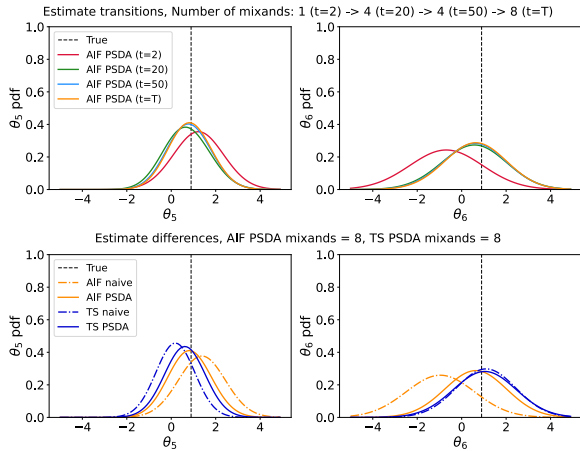 Estimate transitions, Number of mixands: 1 (t=2) -> 4 (t=20) -> 4 (t=50) -> 8 (t=T)
1.0
0.8
0.6
0.4
0.2
0.0
θ5 pdf
True
AIF PSDA (t=2)
AIF PSDA (t=20)
AIF PSDA (t=50)
AIF PSDA (t=T)
−4 −2 0 2 4
θ5
1.0
0.8
0.6
0.4
0.2
0.0
θ6 pdf
−4 −2 0 2 4
θ6
Estimate differences, AIF PSDA mixands = 8, TS PSDA mixands = 8
1.0
0.8
0.6
0.4
0.2
0.0
θ5 pdf
True
AIF naive
AIF PSDA
TS naive
TS PSDA
−4 −2 0 2 4
θ5
1.0
0.8
0.6
0.4
0.2
0.0
θ6 pdf
−4 −2 0 2 4
θ6